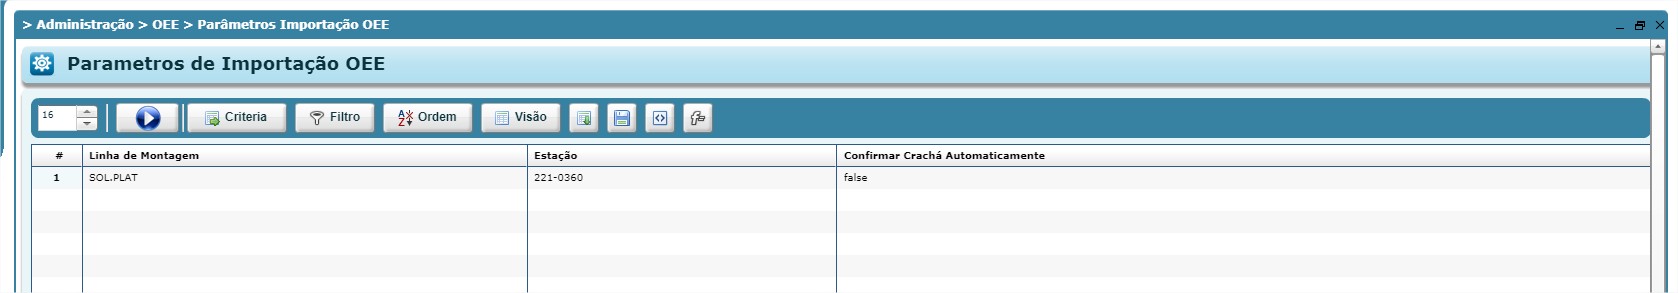 > Administração > OEE > Parâmetros Importação OEE
Parametros de Importação OEE
16 Criteria Filtro Ordem Visão
# Linha de Montagem Estação Confirmar Crachá Automaticamente
1 SOL.PLAT 221-0360 false